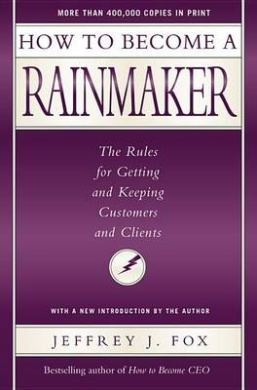 MORE THAN 400,000 COPIES IN PRINT
HOW TO BECOME A
RAINMAKER
The Rules
for Getting
and Keeping
Customers
and Clients
WITH A NEW INTRODUCTION BY THE AUTHOR
JEFFREY J. FOX
Bestselling author of How to Become CEO